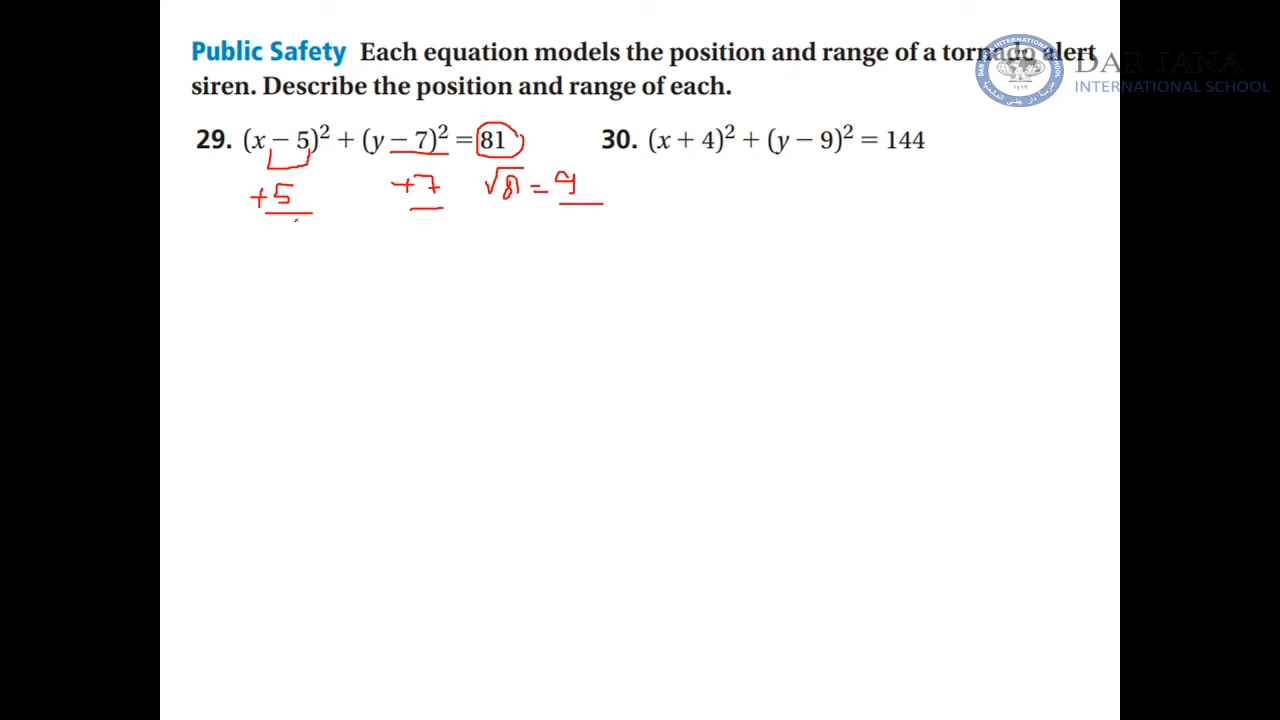 Public Safety Each equation models the position and range of a tornado alert
siren. Describe the position and range of each.
DAR JANA
INTERNATIONAL SCHOOL
29. (x − 5)² + (y − 7)² = 81
30. (x + 4)² + (y − 9)² = 144
+5
+7
√81 = 9